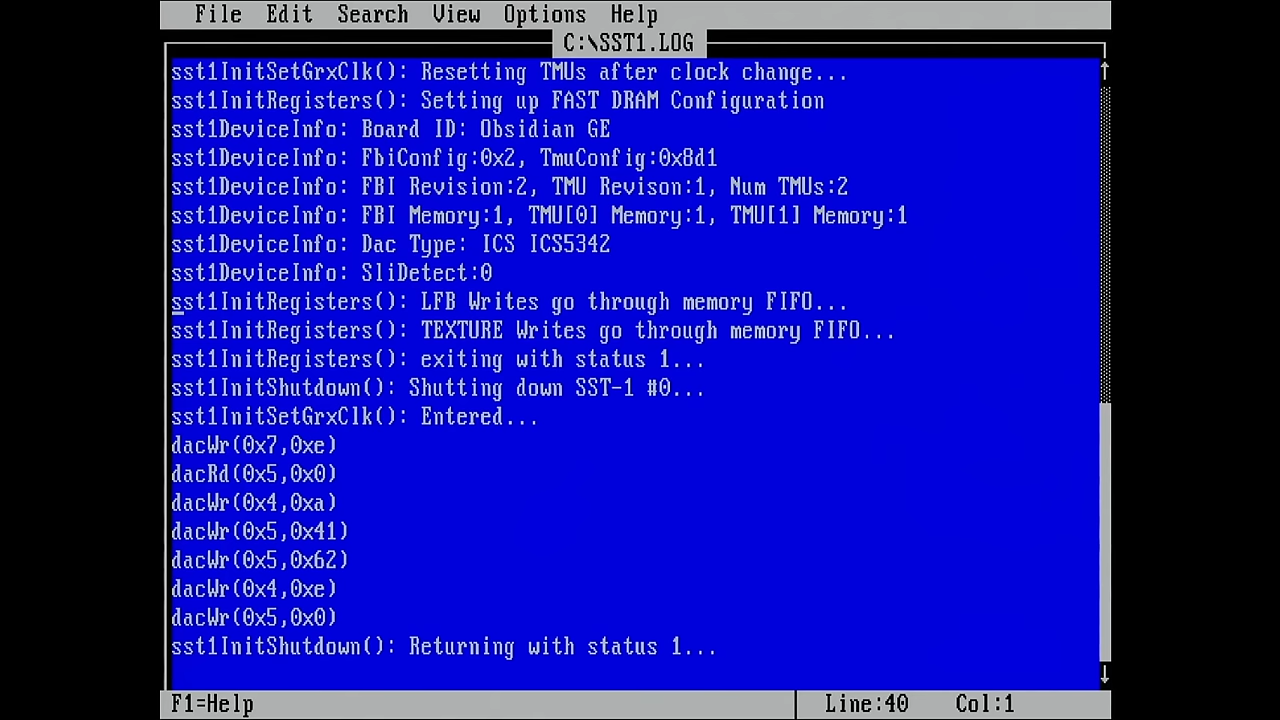 File Edit Search View Options Help
C:\SST1.LOG
sst1InitSetGrxClk(): Resetting TMUs after clock change...
sst1InitRegisters(): Setting up FAST DRAM Configuration
sst1DeviceInfo: Board ID: Obsidian GE
sst1DeviceInfo: FbiConfig:0x2, TmuConfig:0x8d1
sst1DeviceInfo: FBI Revision:2, TMU Revison:1, Num TMUs:2
sst1DeviceInfo: FBI Memory:1, TMU[0] Memory:1, TMU[1] Memory:1
sst1DeviceInfo: Dac Type: ICS ICS5342
sst1DeviceInfo: SliDetect:0
sst1InitRegisters(): LFB Writes go through memory FIFO...
sst1InitRegisters(): TEXTURE Writes go through memory FIFO...
sst1InitRegisters(): exiting with status 1...
sst1InitShutdown(): Shutting down SST-1 #0...
sst1InitSetGrxClk(): Entered...
dacWr(0x7,0xe)
dacRd(0x5,0x0)
dacWr(0x4,0xa)
dacWr(0x5,0x41)
dacWr(0x5,0x62)
dacWr(0x4,0xe)
dacWr(0x5,0x0)
sst1InitShutdown(): Returning with status 1...
F1=Help Line:40 Col:1